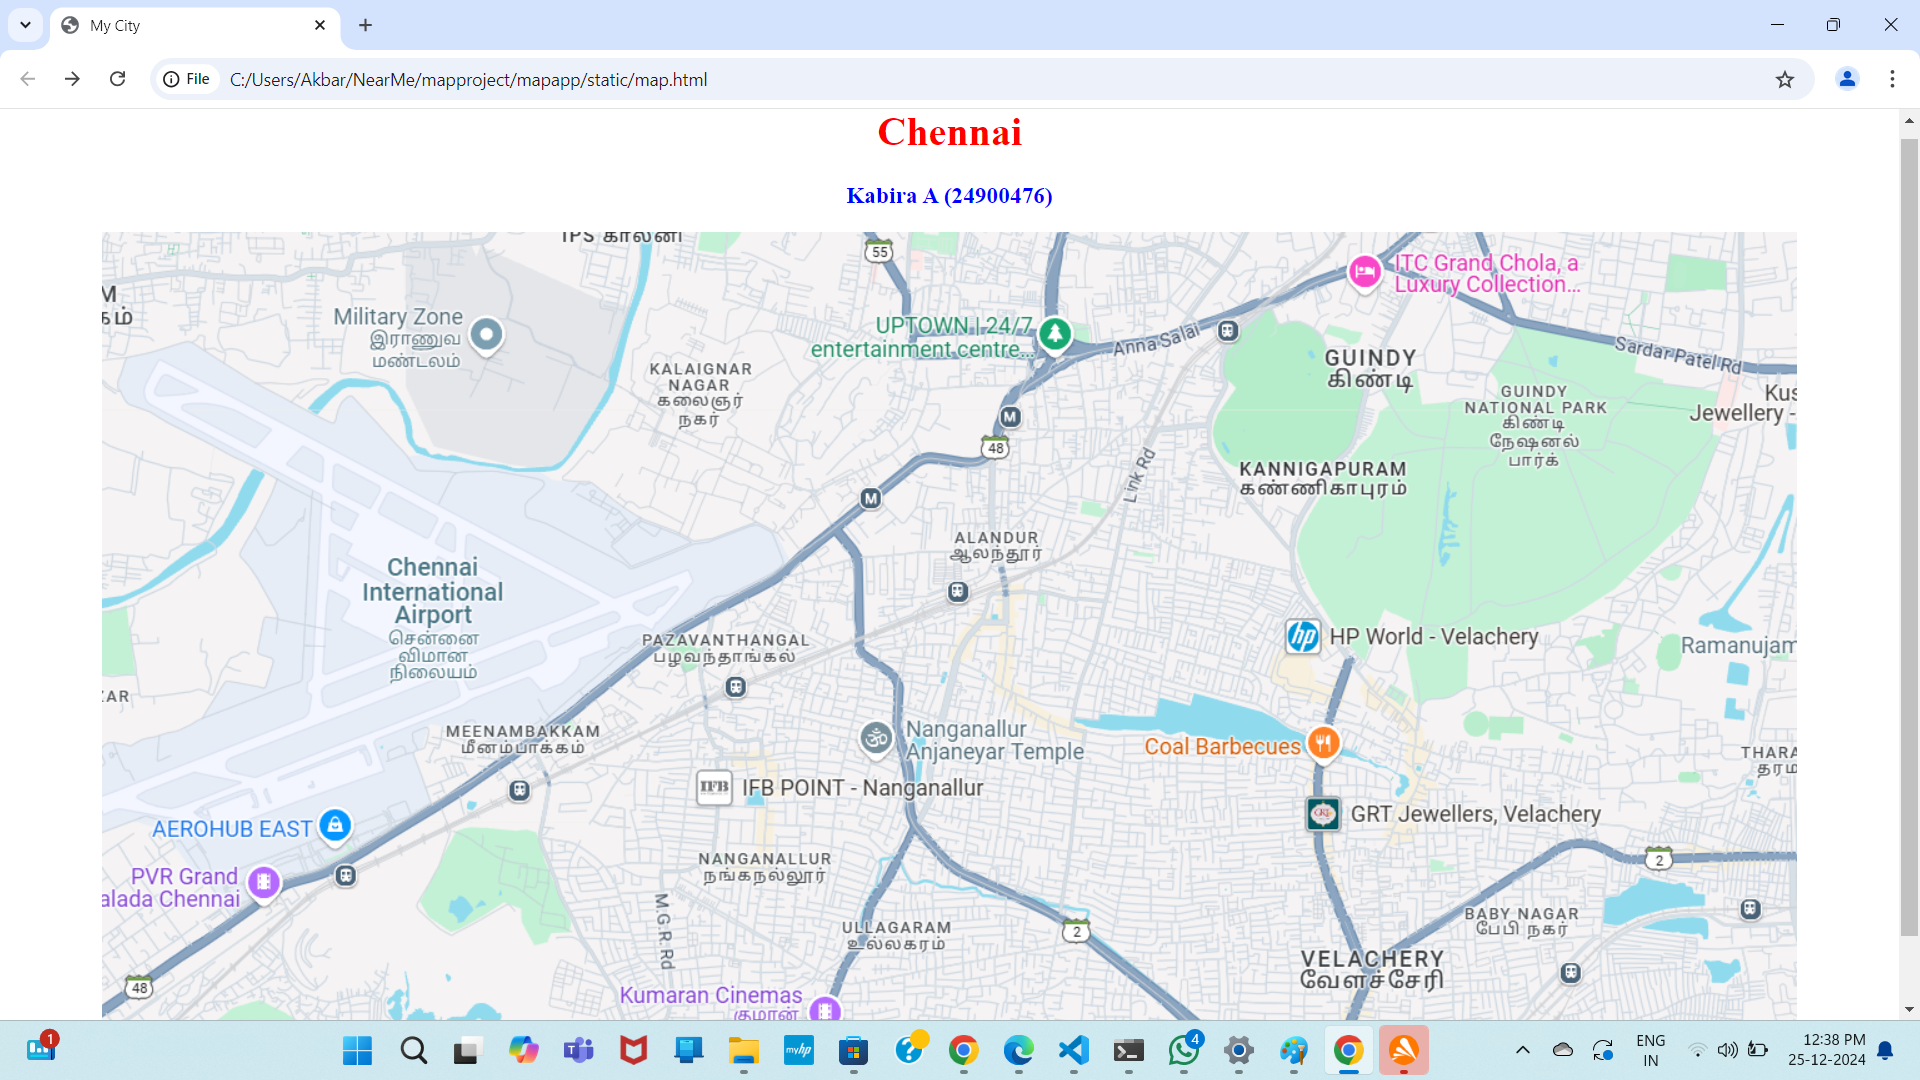 My City
File
C:/Users/Akbar/NearMe/mapproject/mapapp/static/map.html
Chennai
Kabira A (24900476)
IPS காலனி
55
ITC Grand Chola, a
Luxury Collection...
M
Military Zone
இராணுவ
மண்டலம்
UPTOWN | 24/7
entertainment centre...
Anna Salai
Sardar Patel Rd
GUINDY
கிண்டி
KALAIGNAR
NAGAR
கலைஞர்
நகர்
GUINDY
NATIONAL PARK
கிண்டி
நேஷனல்
பார்க்
Kus
Jewellery -
M
48
Link Rd
KANNIGAPURAM
கண்ணிகாபுரம்
M
ALANDUR
ஆலந்தூர்
Chennai
International
Airport
சென்னை
விமான
நிலையம்
PAZAVANTHANGAL
பழவந்தாங்கல்
hp
HP World - Velachery
Ramanujam
AR
MEENAMBAKKAM
மீனம்பாக்கம்
Nanganallur
Anjaneyar Temple
Coal Barbecues
THARA
தரம
IFB
IFB POINT - Nanganallur
GRT
GRT Jewellers, Velachery
AEROHUB EAST
PVR Grand
alada Chennai
NANGANALLUR
நங்கநல்லூர்
2
M.G.R Rd
ULLAGARAM
உல்லகரம்
2
BABY NAGAR
பேபி நகர்
VELACHERY
வேளச்சேரி
48
Kumaran Cinemas
குமரன்
1
myhp
4
ENG
IN
12:38 PM
25-12-2024